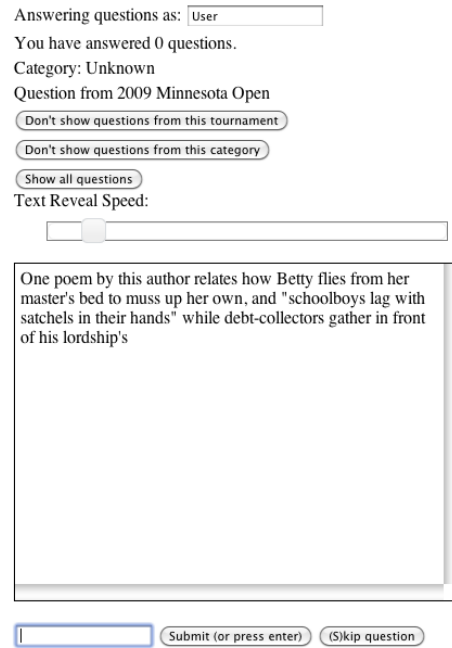 Answering questions as: User
You have answered 0 questions.
Category: Unknown
Question from 2009 Minnesota Open
Don't show questions from this tournament
Don't show questions from this category
Show all questions
Text Reveal Speed:
One poem by this author relates how Betty flies from her
master's bed to muss up her own, and "schoolboys lag with
satchels in their hands" while debt-collectors gather in front
of his lordship's
Submit (or press enter) (S)kip question